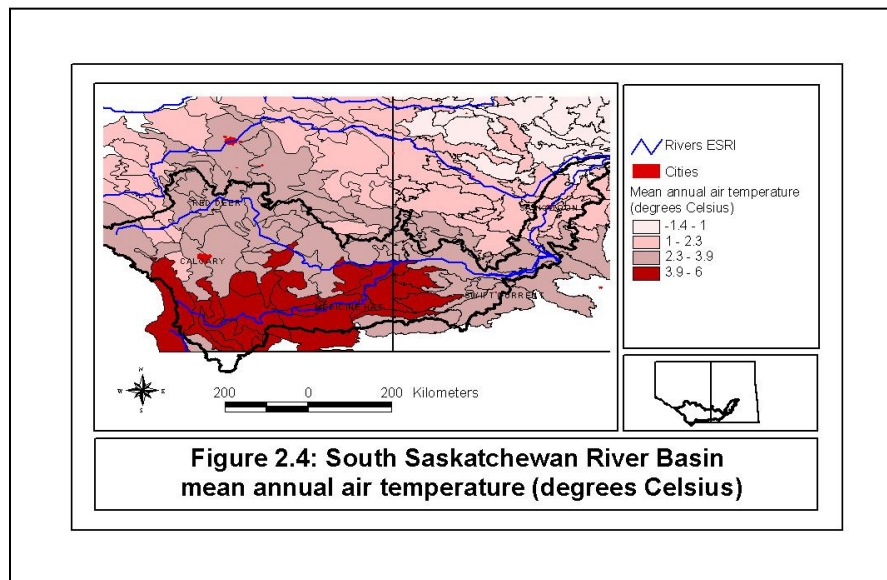 RED DEER
SASKATOON
CALGARY
MEDICINE HAT
SWIFT CURRENT
N
W
E
S
200 0 200 Kilometers
Rivers ESRI
Cities
Mean annual air temperature
(degrees Celsius)
-1.4 - 1
1 - 2.3
2.3 - 3.9
3.9 - 6
Figure 2.4: South Saskatchewan River Basin
mean annual air temperature (degrees Celsius)